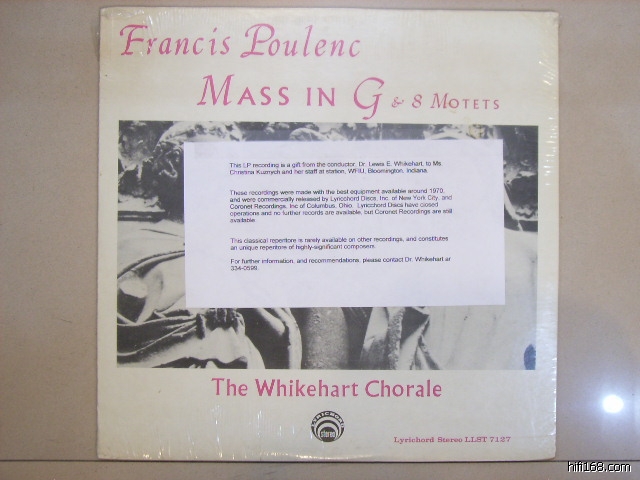 Francis Poulenc
MASS IN G & 8 MOTETS
This LP recording is a gift from the conductor, Dr. Lewis E. Whikehart, to Ms.
Christina Kuznych and her staff at station, WFIU, Bloomington, Indiana.
These recordings were made with the best equipment available around 1970,
and were commercially released by Lyricchord Discs, Inc. of New York City, and
Coronet Recordings, Inc of Columbus, Ohio. Lyricchord Discs have closed
operations and no further records are available, but Coronet Recordings are still
available.
This classical repertoire is rarely available on other recordings, and constitutes
an unique repertoire of highly-significant composers.
For further information, and recommendations, please contact Dr. Whikehart ar
334-0599.
The Whikehart Chorale
LYRICHORD
stereo
Lyrichord Stereo LLST 7127
hifi168.com